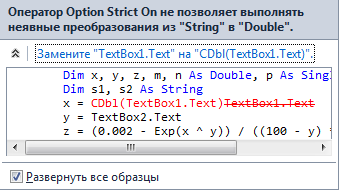 Оператор Option Strict On не позволяет выполнять
неявные преобразования из "String" в "Double".
Замените "TextBox1.Text" на "CDbl(TextBox1.Text)".
Dim x, y, z, m, n As Double, p As Sing
Dim s1, s2 As String
x = CDbl(TextBox1.Text)TextBox1.Text
y = TextBox2.Text
z = (0.002 - Exp(x ^ y)) / ((100 - y) *
Развернуть все образцы